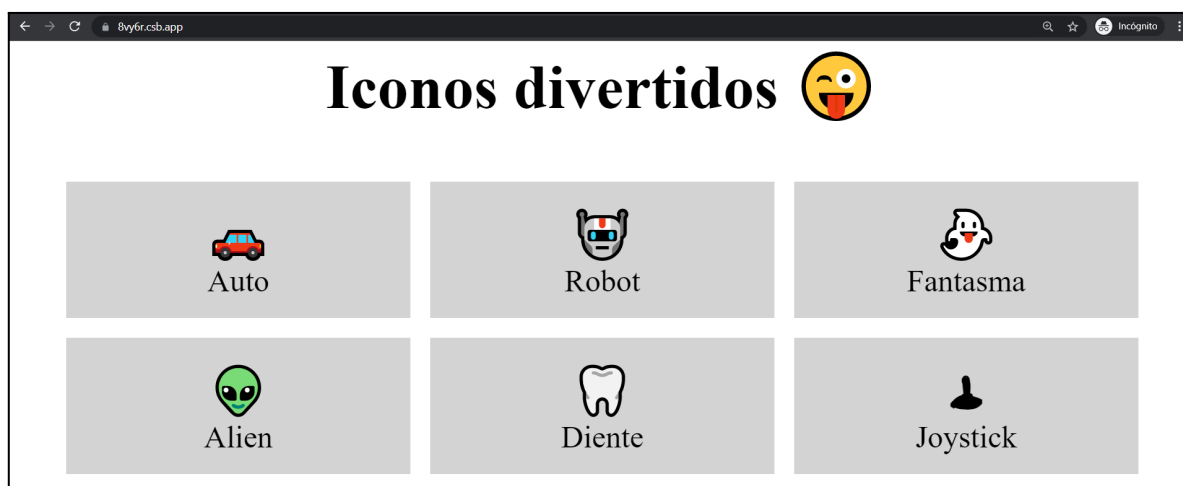 8vy6r.csb.app
Incógnito
Iconos divertidos
Auto
Robot
Fantasma
Alien
Diente
Joystick